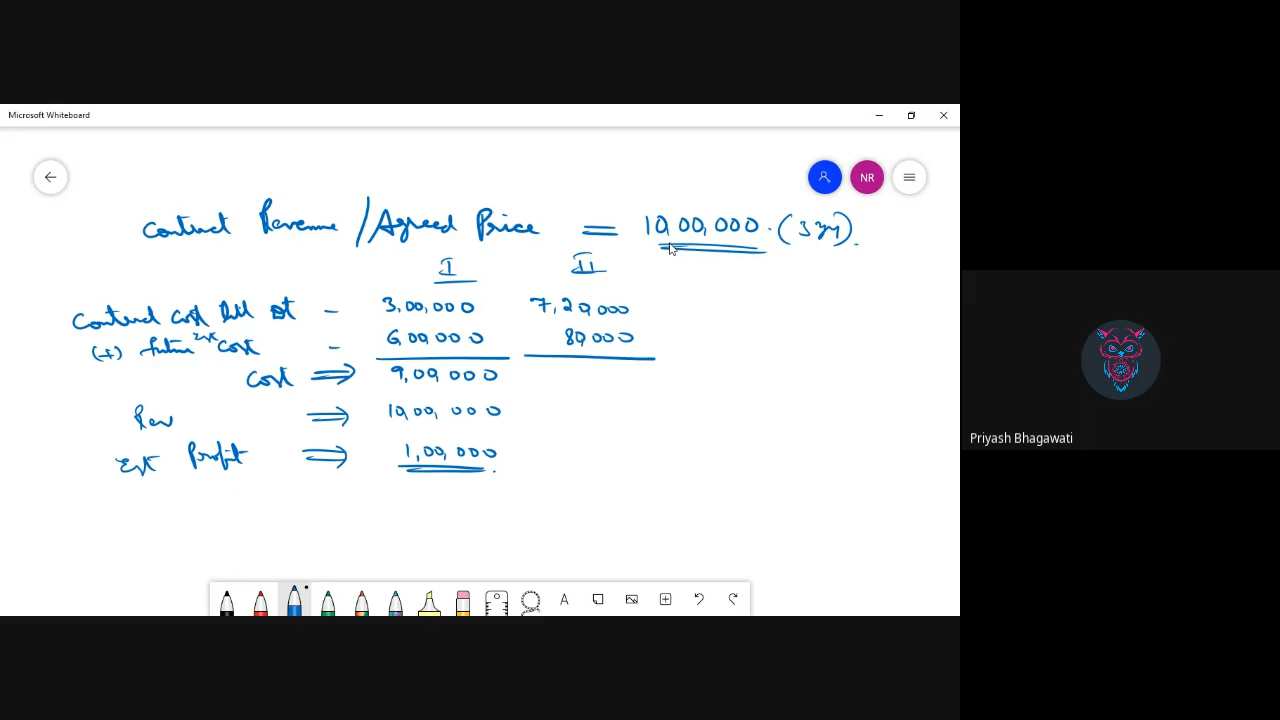 Microsoft Whiteboard
NR
Contract Revenue / Agreed Price = 10,00,000 . (3 yrs).
I II
Contract cost till dt - 3,00,000 7,20,000
(+) future Est cost - 6,00,000 80,000
Cost ⇒ 9,00,000
Rev ⇒ 10,00,000
Est Profit ⇒ 1,00,000
Priyash Bhagawati
A